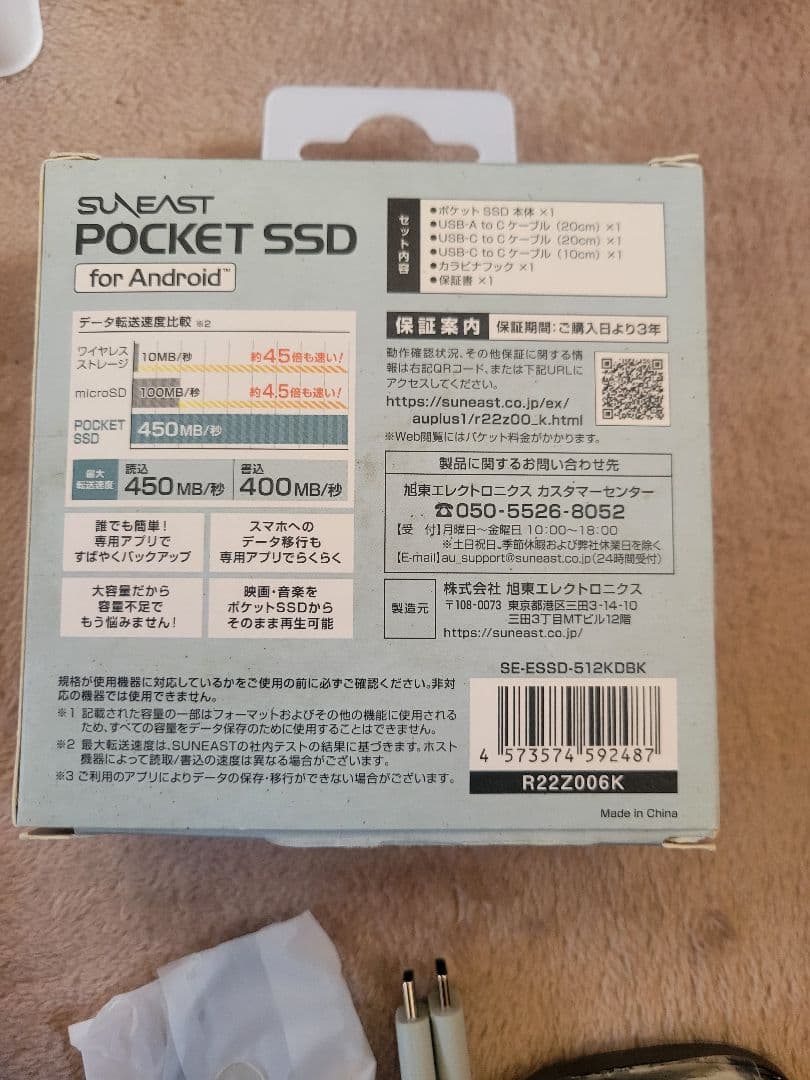 SUNEAST
POCKET SSD
for Android™
データ転送速度比較 ※2
ワイヤレス
ストレージ
10MB/秒
約45倍も速い!
microSD
100MB/秒
約4.5倍も速い!
POCKET
SSD
450MB/秒
最大
転送速度
読込
450MB/秒
書込
400MB/秒
誰でも簡単!
専用アプリで
すばやくバックアップ
スマホへの
データ移行も
専用アプリでらくらく
大容量だから
容量不足で
もう悩みません!
映画・音楽を
ポケットSSDから
そのまま再生可能
セット内容
●ポケット SSD 本体 ×1
●USB-A to C ケーブル（20cm）×1
●USB-C to C ケーブル（20cm）×1
●USB-C to C ケーブル（10cm）×1
●カラビナフック ×1
●保証書 ×1
保証案内
保証期間:ご購入日より3年
動作確認状況、その他保証に関する情
報は右記QRコード、または下記URLに
アクセスしてください。
https://suneast.co.jp/ex/
auplus1/r22z00_k.html
※Web閲覧にはパケット料金がかかります。
製品に関するお問い合わせ先
旭東エレクトロニクス カスタマーセンター
☎050-5526-8052
【受 付】月曜日～金曜日 10:00～18:00
※土日祝日、季節休暇および弊社休業日を除く
【E-mail】au_support@suneast.co.jp(24時間受付)
製造元
株式会社 旭東エレクトロニクス
〒108-0073 東京都港区三田3-14-10
三田3丁目MTビル12階
https://suneast.co.jp/
規格が使用機器に対応しているかをご使用の前に必ずご確認ください。非対
応の機器では使用できません。
※1 記載された容量の一部はフォーマットおよびその他の機能に使用される
ため、すべての容量をデータ保存のために使用することはできません。
※2 最大転送速度は、SUNEASTの社内テストの結果に基づきます。ホスト
機器によって読取/書込の速度は異なる場合がございます。
※3 ご利用のアプリによりデータの保存・移行ができない場合がございます。
SE-ESSD-512KDBK
4 573574 592487
R22Z006K
Made in China